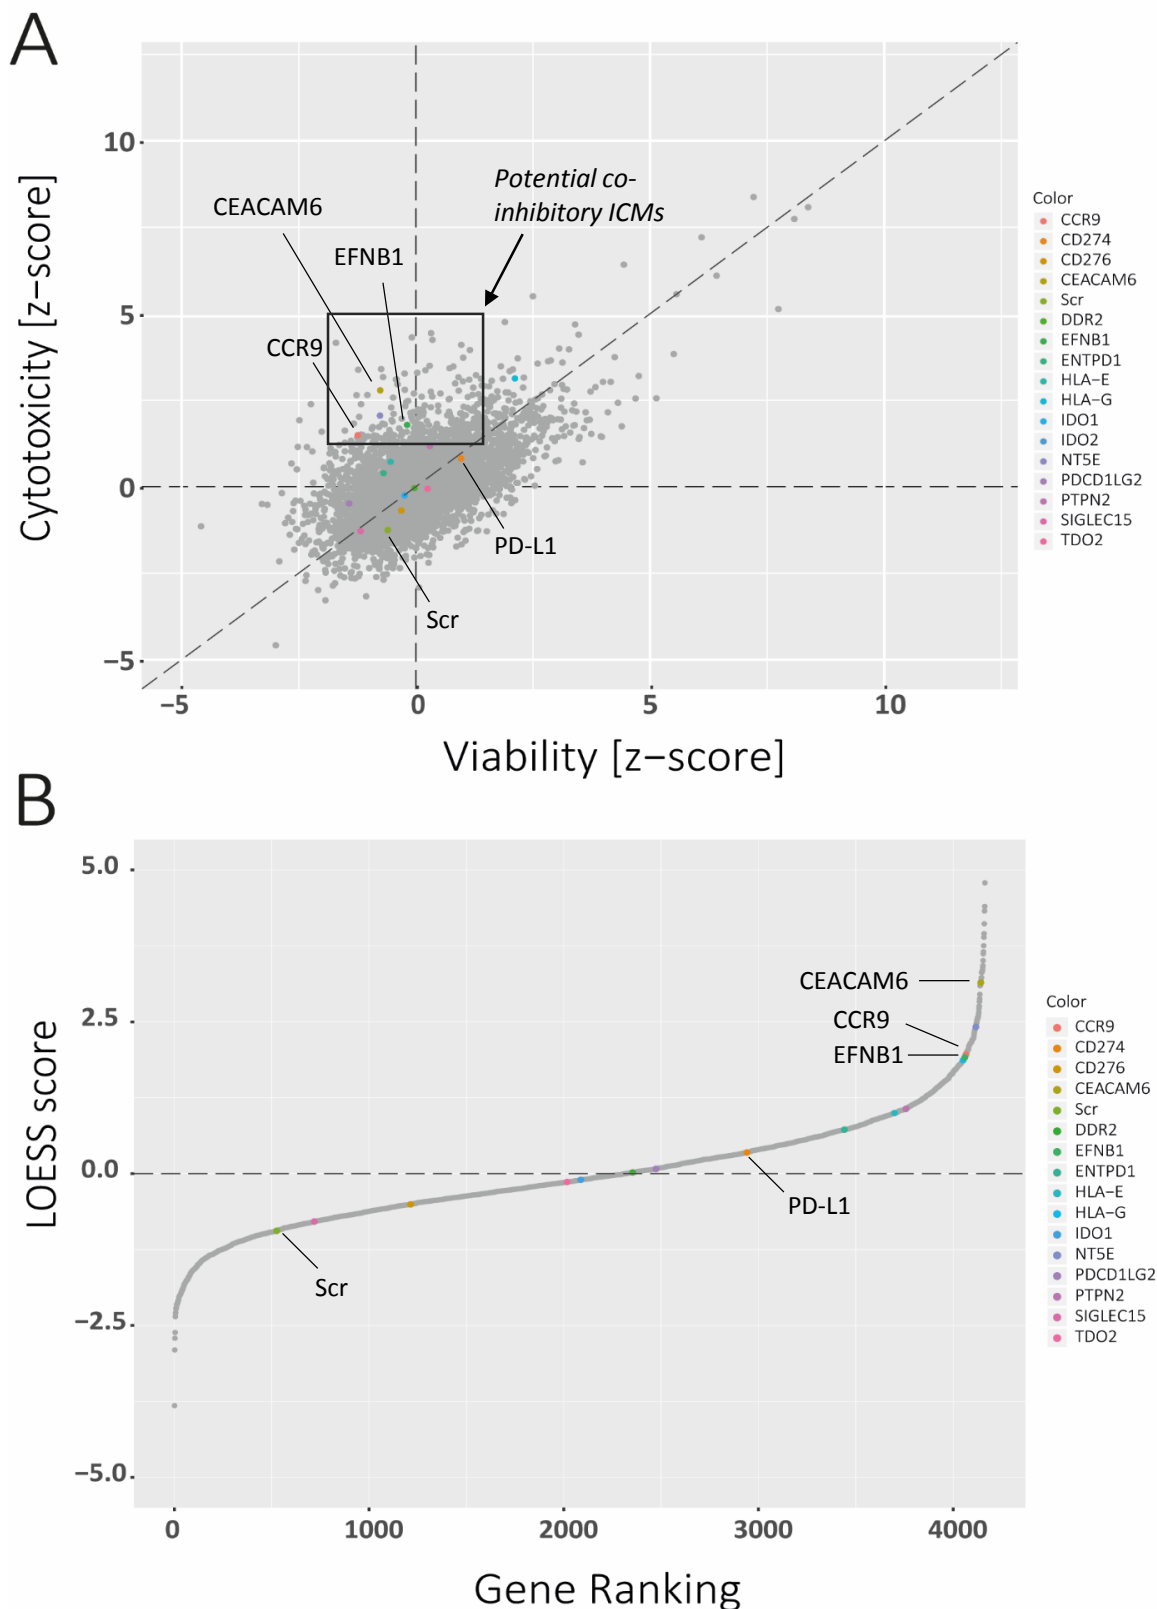 A
Cytotoxicity [z−score]
10
5
0
−5
CEACAM6
EFNB1
CCR9
Potential co-
inhibitory ICMs
PD-L1
Scr
−5
0
5
10
Viability [z−score]
Color
CCR9
CD274
CD276
CEACAM6
Scr
DDR2
EFNB1
ENTPD1
HLA−E
HLA−G
IDO1
IDO2
NT5E
PDCD1LG2
PTPN2
SIGLEC15
TDO2
B
LOESS score
5.0
2.5
0.0
−2.5
−5.0
CEACAM6
CCR9
EFNB1
PD-L1
Scr
0
1000
2000
3000
4000
Gene Ranking
Color
CCR9
CD274
CD276
CEACAM6
Scr
DDR2
EFNB1
ENTPD1
HLA−E
HLA−G
IDO1
NT5E
PDCD1LG2
PTPN2
SIGLEC15
TDO2